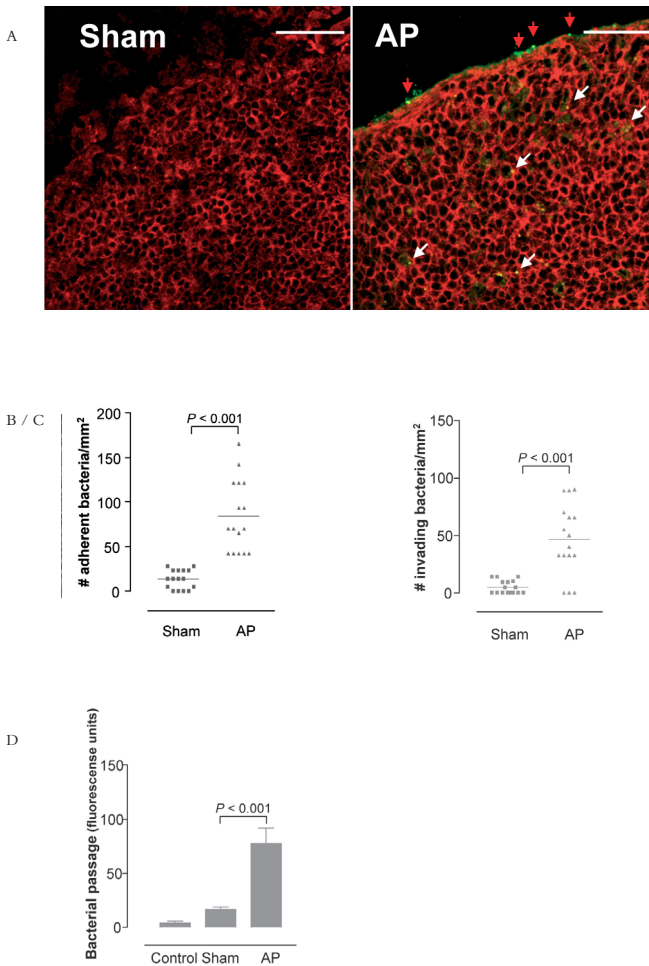 A
Sham
AP
B / C
# adherent bacteria/mm²
200
150
100
50
0
P < 0.001
Sham
AP
# invading bacteria/mm²
150
100
50
0
P < 0.001
Sham
AP
D
Bacterial passage (fluorescense units)
150
100
50
0
P < 0.001
Control Sham AP